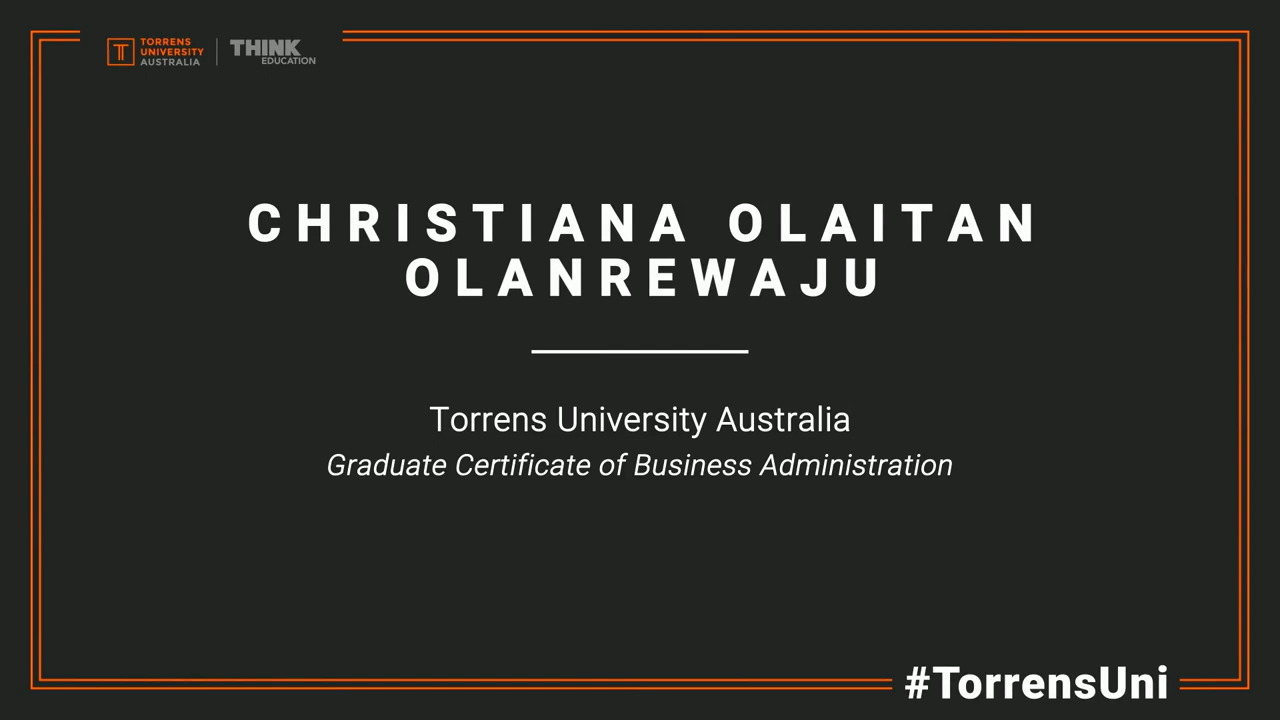 TORRENS
UNIVERSITY
AUSTRALIA
THINK
EDUCATION
CHRISTIANA OLAITAN
OLANREWAJU
Torrens University Australia
Graduate Certificate of Business Administration
#TorrensUni